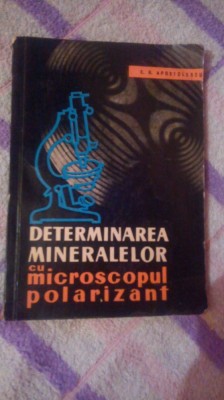 DETERMINAREA
MINERALELOR
cu
microscopul
polarizant